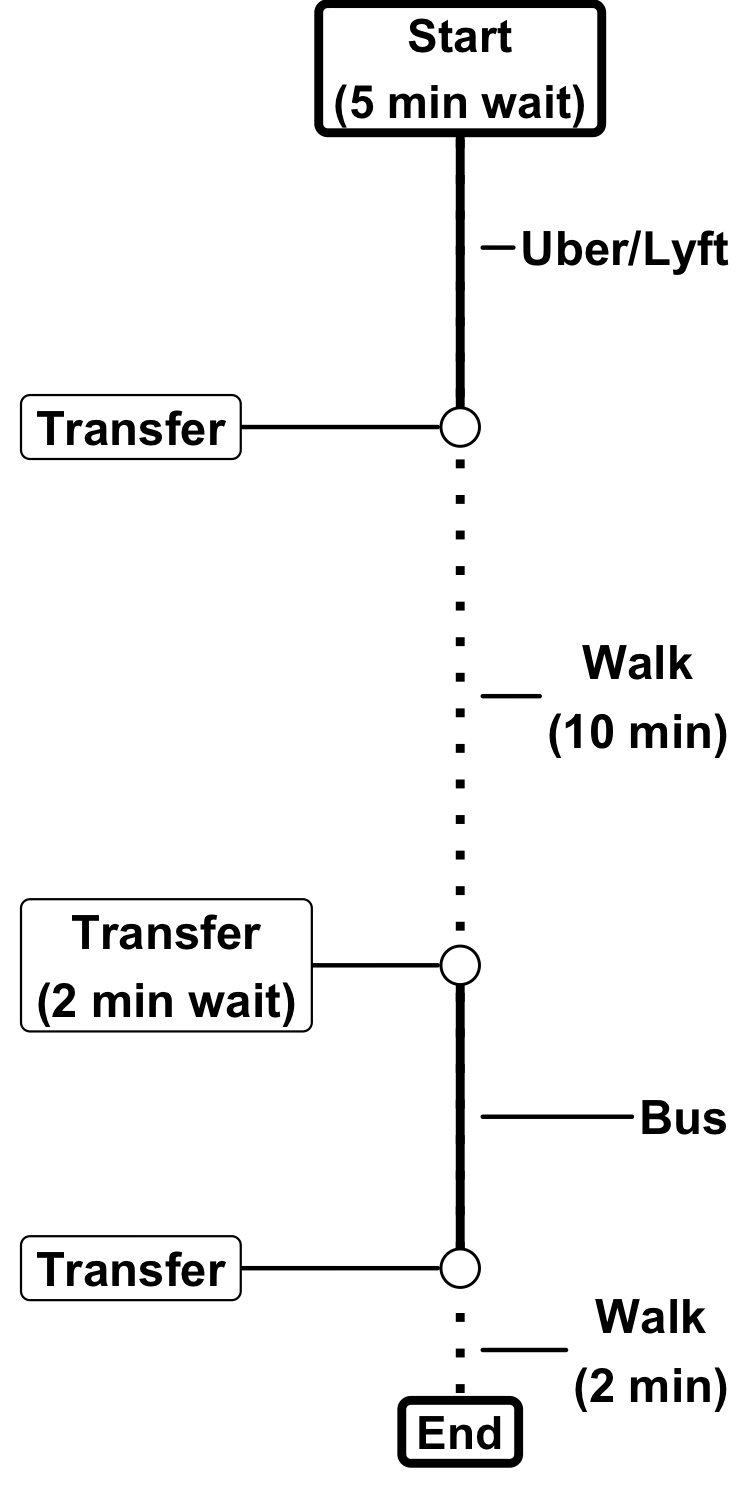 Start
(5 min wait)
Uber/Lyft
Transfer
Walk
(10 min)
Transfer
(2 min wait)
Bus
Transfer
Walk
(2 min)
End